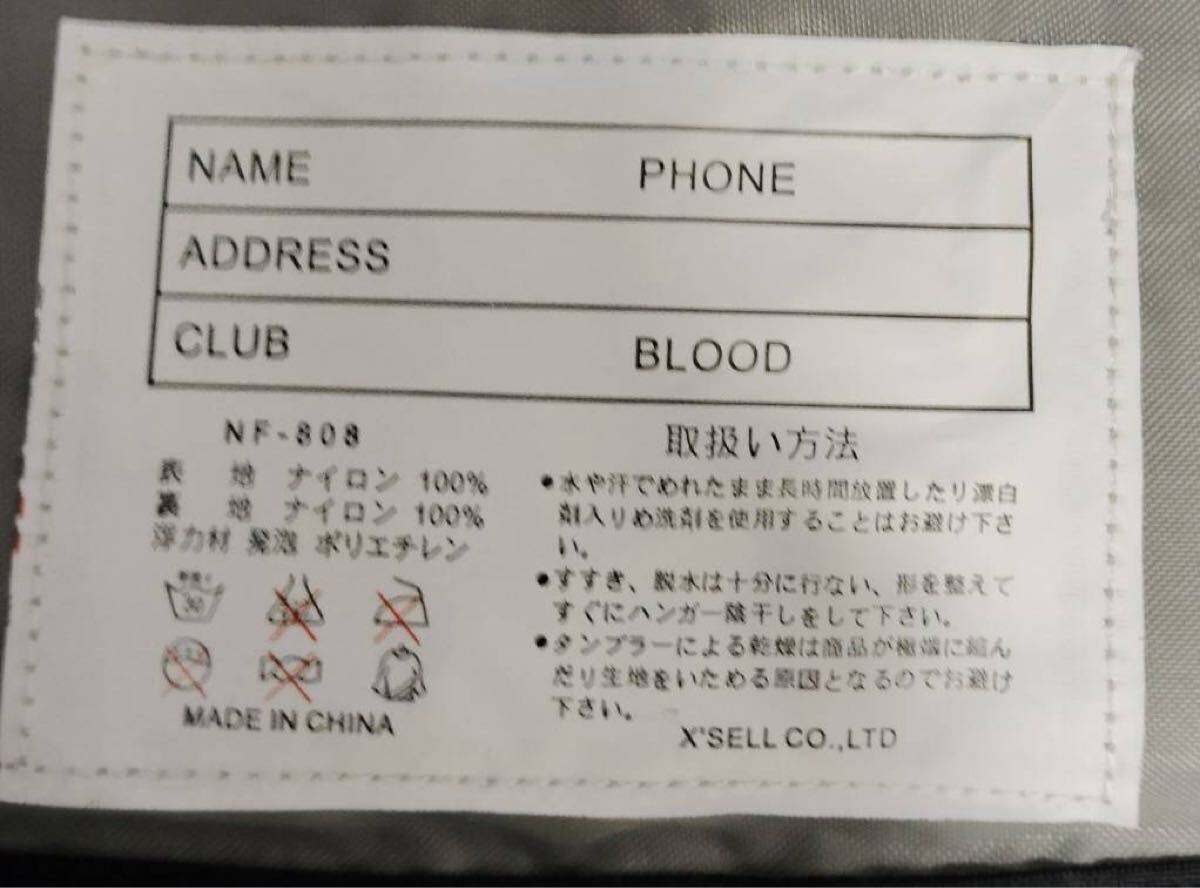 NAME PHONE
ADDRESS
CLUB BLOOD
NF-808
表 地 ナイロン 100%
裏 地 ナイロン 100%
浮力材 発泡 ポリエチレン
30
MADE IN CHINA
取扱い方法
●水や汗でぬれたまま長時間放置したり漂白
剤入りの洗剤を使用することはお避け下さ
い。
●すすぎ、脱水は十分に行ない、形を整えて
すぐにハンガー陰干しをして下さい。
●タンブラーによる乾燥は商品が極端に縮ん
だり生地をいためる原因となるのでお避け
下さい。
X'SELL CO.,LTD